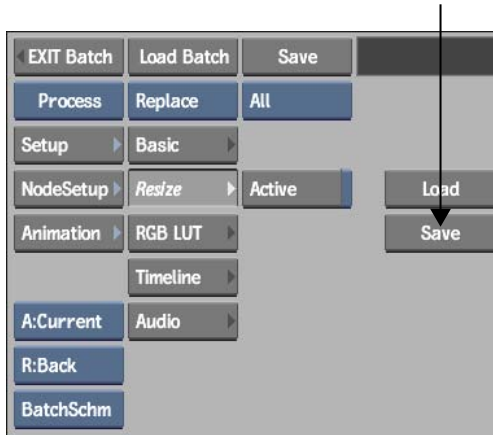 EXIT Batch Load Batch Save
Process Replace All
Setup Basic
NodeSetup Resize Active Load
Animation RGB LUT Save
Timeline
A:Current Audio
R:Back
BatchSchm